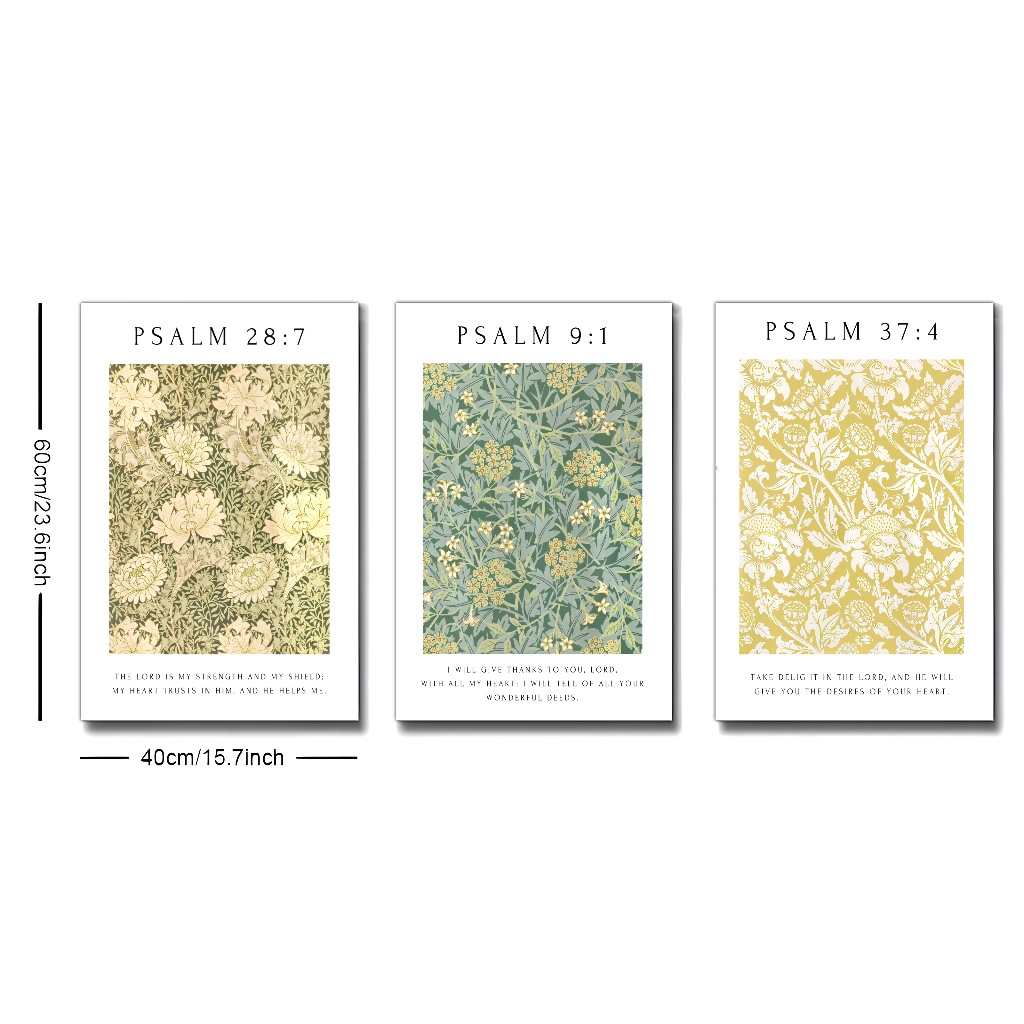 PSALM 28:7
THE LORD IS MY STRENGTH AND MY SHIELD;
MY HEART TRUSTS IN HIM, AND HE HELPS ME.
PSALM 9:1
I WILL GIVE THANKS TO YOU, LORD,
WITH ALL MY HEART; I WILL TELL OF ALL YOUR
WONDERFUL DEEDS.
PSALM 37:4
TAKE DELIGHT IN THE LORD, AND HE WILL
GIVE YOU THE DESIRES OF YOUR HEART.
60cm/23.6inch
40cm/15.7inch